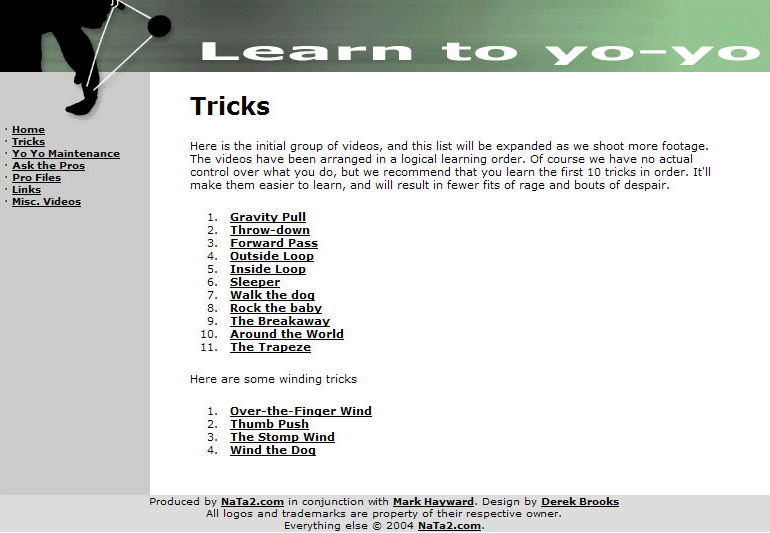 Learn to yo-yo
· Home
· Tricks
· Yo Yo Maintenance
· Ask the Pros
· Pro Files
· Links
· Misc. Videos
Tricks
Here is the initial group of videos, and this list will be expanded as we shoot more footage.
The videos have been arranged in a logical learning order. Of course we have no actual
control over what you do, but we recommend that you learn the first 10 tricks in order. It'll
make them easier to learn, and will result in fewer fits of rage and bouts of despair.
1. Gravity Pull
2. Throw-down
3. Forward Pass
4. Outside Loop
5. Inside Loop
6. Sleeper
7. Walk the dog
8. Rock the baby
9. The Breakaway
10. Around the World
11. The Trapeze
Here are some winding tricks
1. Over-the-Finger Wind
2. Thumb Push
3. The Stomp Wind
4. Wind the Dog
Produced by NaTa2.com in conjunction with Mark Hayward. Design by Derek Brooks
All logos and trademarks are property of their respective owner.
Everything else © 2004 NaTa2.com.